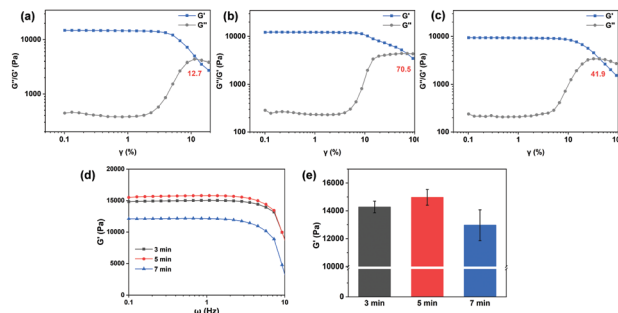 (a)
G'
G''
G''/G' (Pa)
10000
1000
12.7
0.1
1
10
γ (%)
(b)
G'
G''
G''/G' (Pa)
10000
1000
100
70.5
0.1
1
10
100
γ (%)
(c)
G'
G''
G''/G' (Pa)
10000
1000
100
41.9
0.1
1
10
100
γ (%)
(d)
G' (Pa)
20000
15000
10000
5000
0
3 min
5 min
7 min
0.1
1
10
ω (Hz)
(e)
G' (Pa)
16000
14000
12000
10000
0
3 min
5 min
7 min